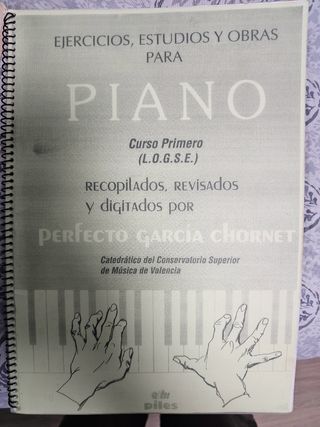 EJERCICIOS, ESTUDIOS Y OBRAS
PARA
PIANO
Curso Primero
(L.O.G.S.E.)
RECOPILADOS, REVISADOS
y digitados por
PERFECTO GARCÍA CHORNET
Catedrático del Conservatorio Superior
de Música de Valencia
piles